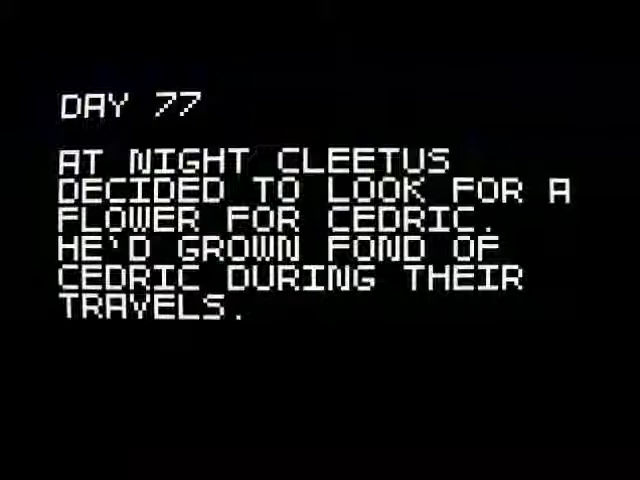 DAY 77
AT NIGHT CLEETUS
DECIDED TO LOOK FOR A
FLOWER FOR CEDRIC.
HE'D GROWN FOND OF
CEDRIC DURING THEIR
TRAVELS.